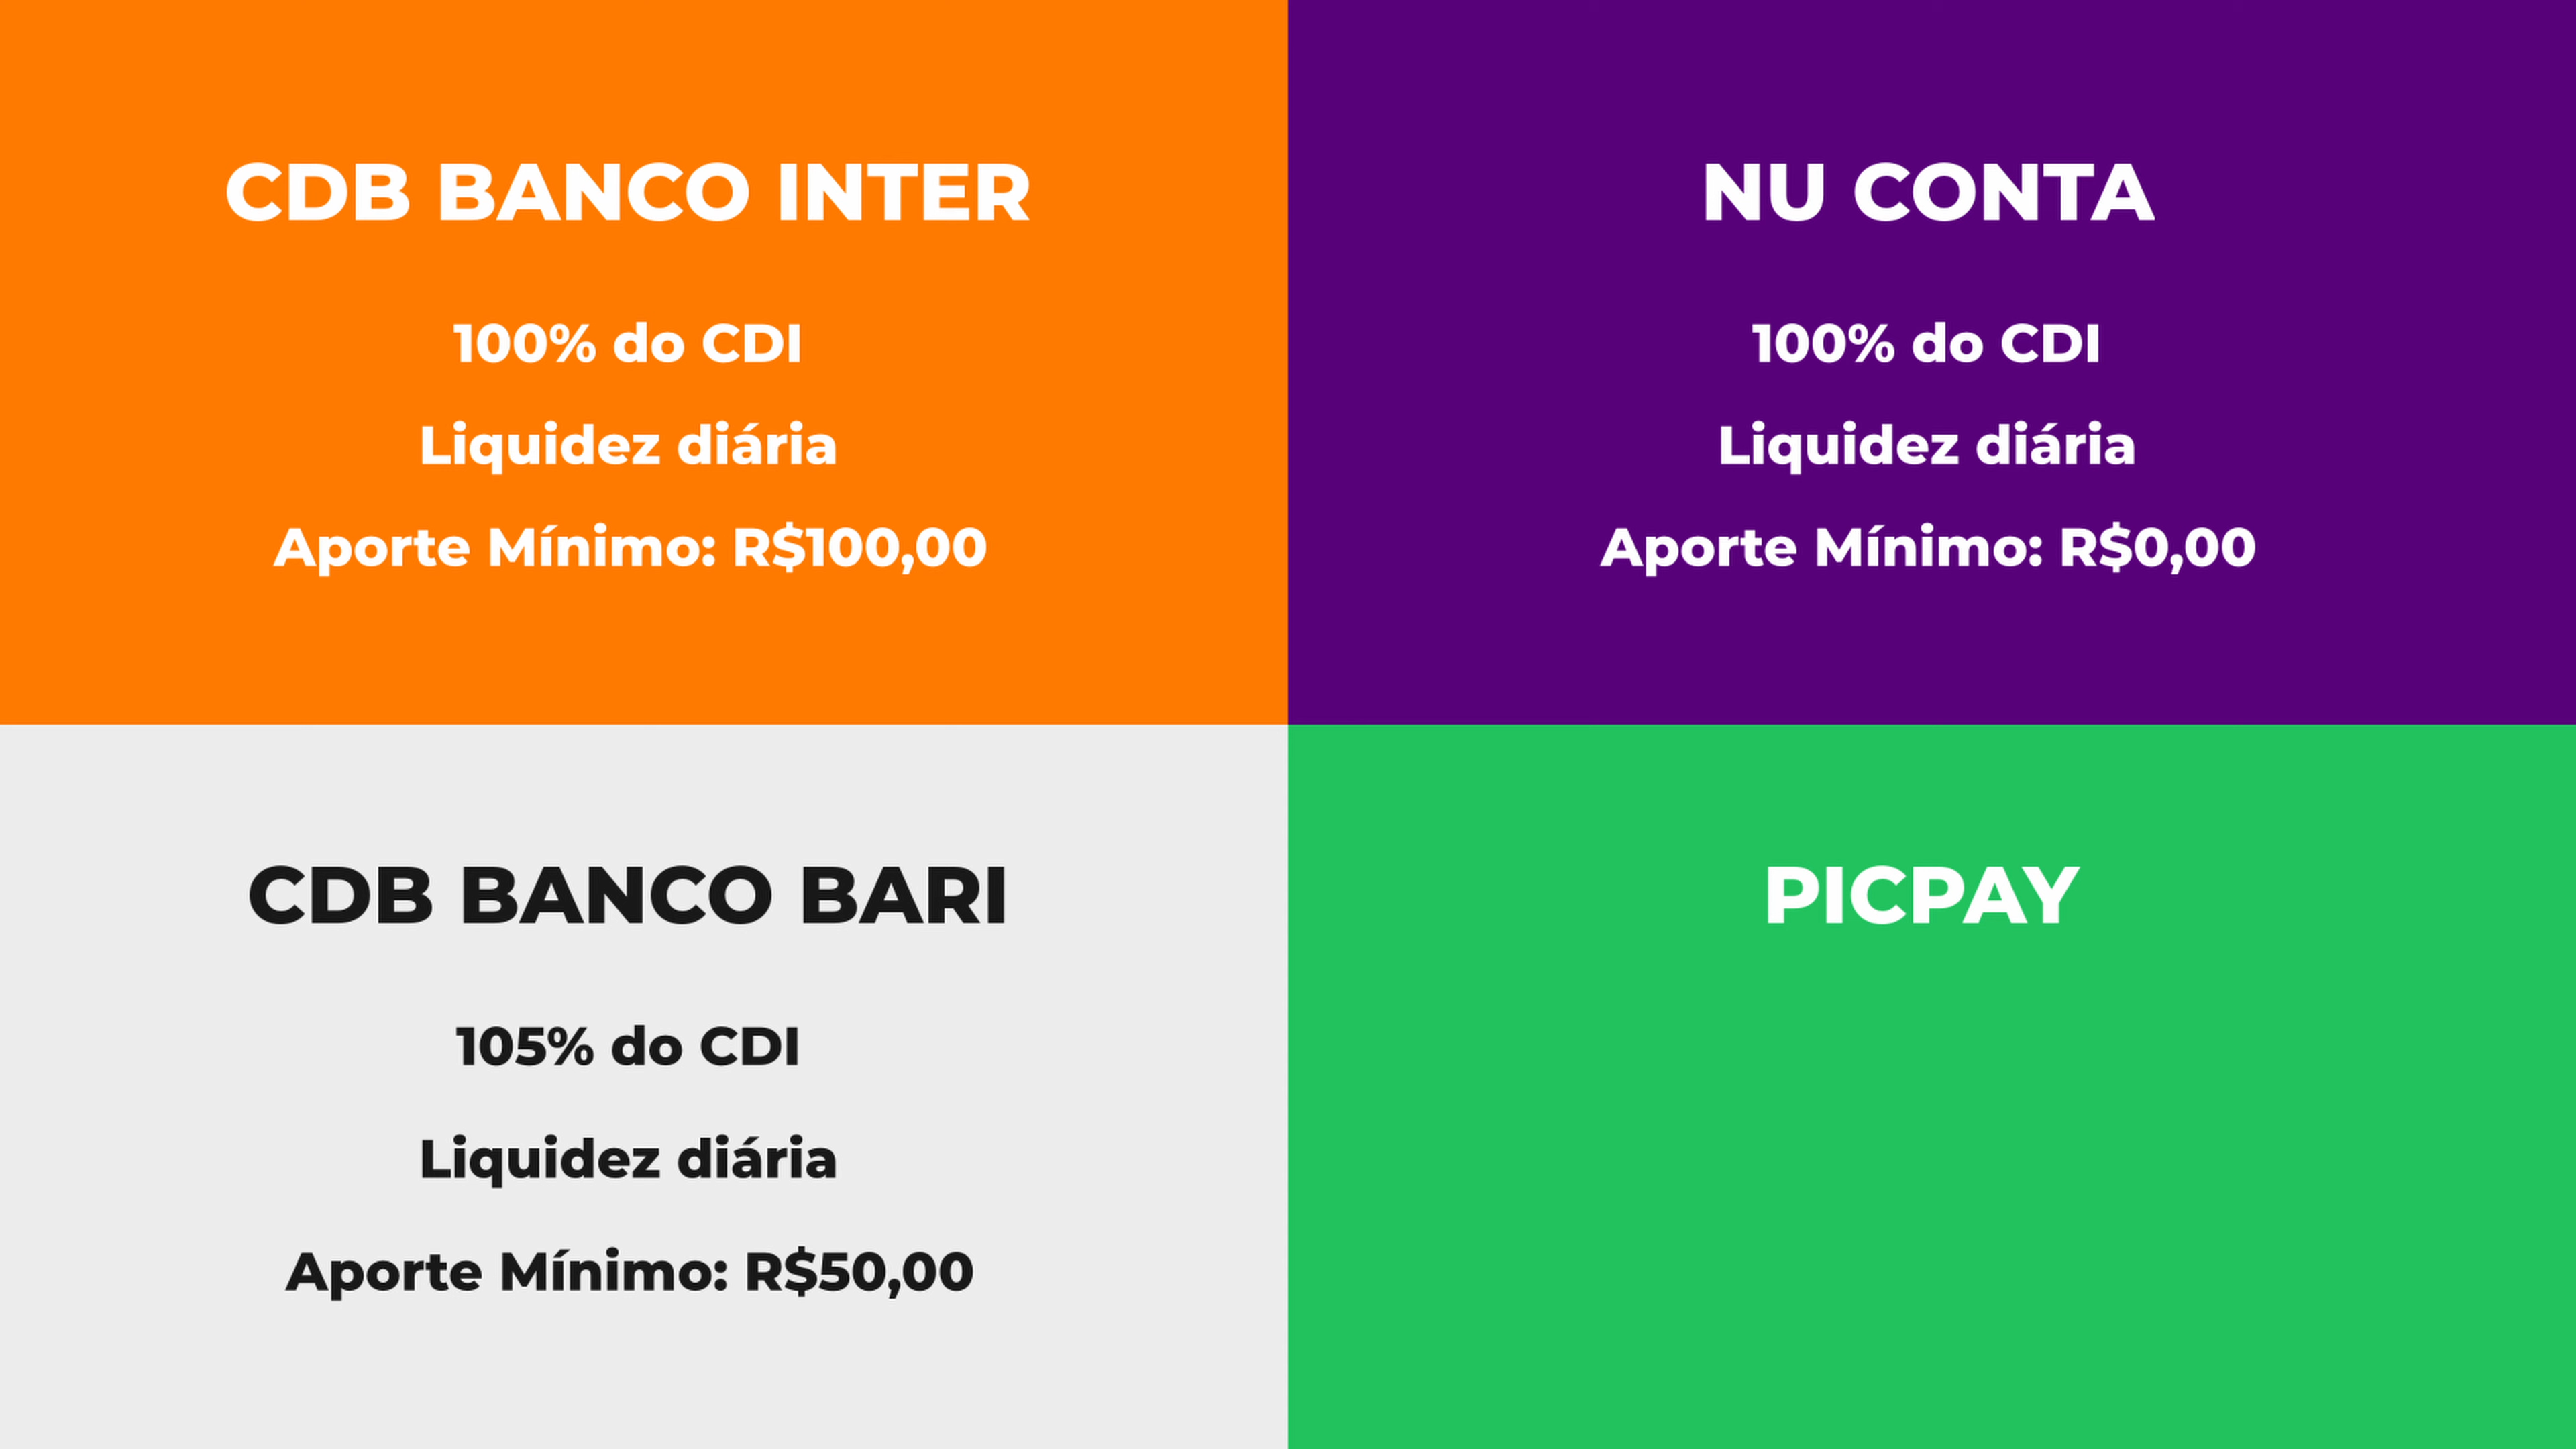 CDB BANCO INTER
100% do CDI
Liquidez diária
Aporte Mínimo: R$100,00
NU CONTA
100% do CDI
Liquidez diária
Aporte Mínimo: R$0,00
CDB BANCO BARI
105% do CDI
Liquidez diária
Aporte Mínimo: R$50,00
PICPAY